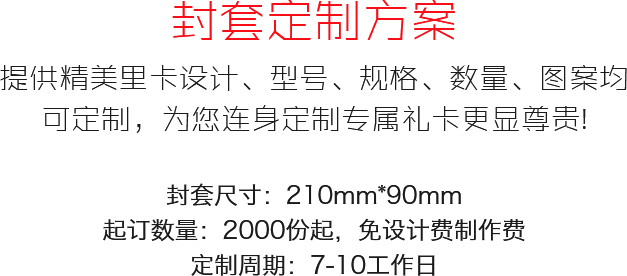 封套定制方案
提供精美里卡设计、型号、规格、数量、图案均
可定制，为您连身定制专属礼卡更显尊贵!
封套尺寸：210mm*90mm
起订数量：2000份起，免设计费制作费
定制周期：7-10工作日